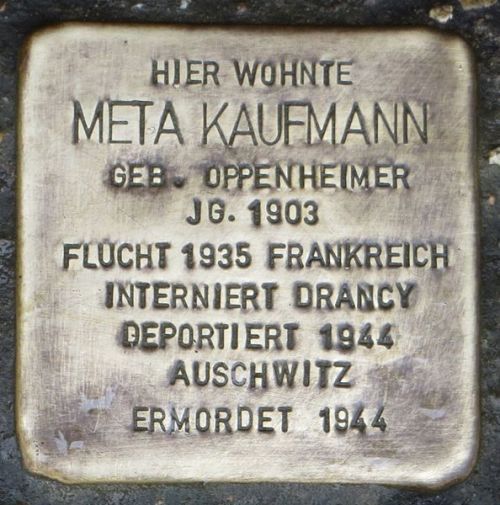 HIER WOHNTE
META KAUFMANN
GEB. OPPENHEIMER
JG. 1903
FLUCHT 1935 FRANKREICH
INTERNIERT DRANCY
DEPORTIERT 1944
AUSCHWITZ
ERMORDET 1944